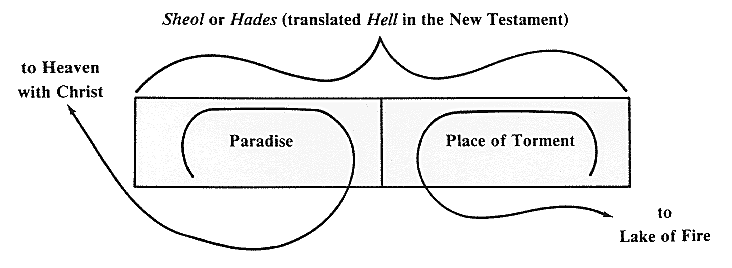 Sheol or Hades (translated Hell in the New Testament)
to Heaven
with Christ
Paradise
Place of Torment
to
Lake of Fire